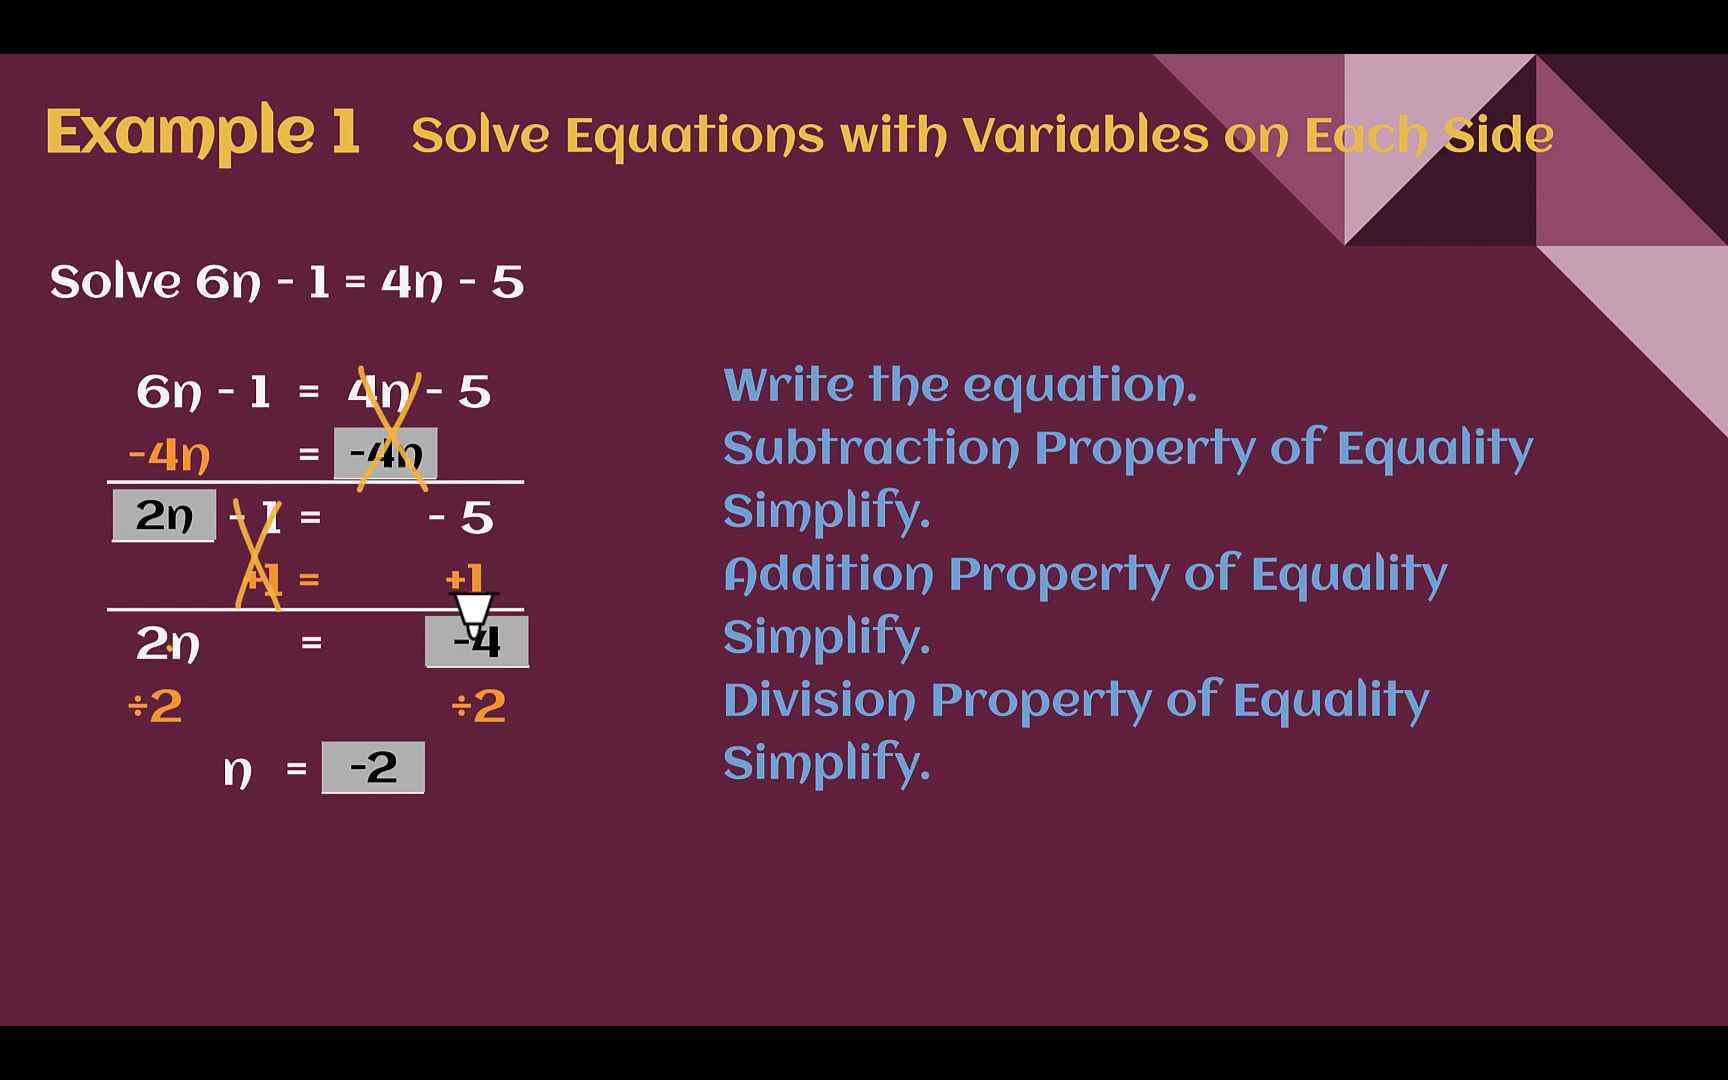 Example 1 Solve Equations with Variables on Each Side
Solve 6n - 1 = 4n - 5
6n - 1 = 4n - 5 Write the equation.
-4n = -4n Subtraction Property of Equality
2n - 1 = - 5 Simplify.
+1 = +1 Addition Property of Equality
2n = -4 Simplify.
÷2 ÷2 Division Property of Equality
n = -2 Simplify.